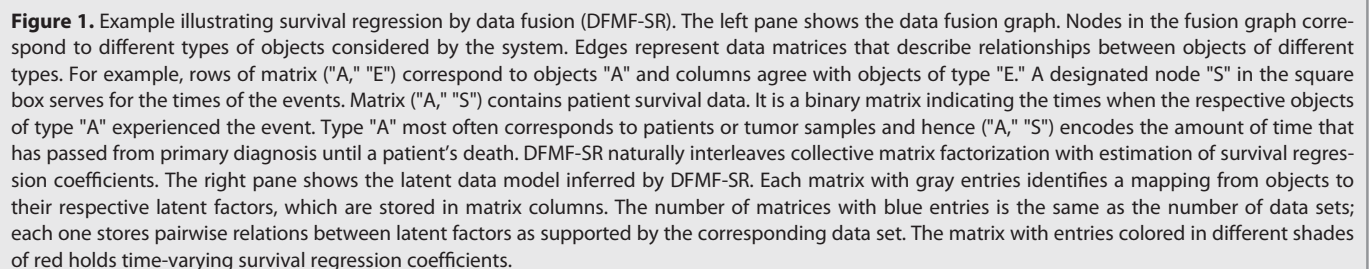 Figure 1. Example illustrating survival regression by data fusion (DFMF-SR). The left pane shows the data fusion graph. Nodes in the fusion graph corre-
spond to different types of objects considered by the system. Edges represent data matrices that describe relationships between objects of different
types. For example, rows of matrix ("A," "E") correspond to objects "A" and columns agree with objects of type "E." A designated node "S" in the square
box serves for the times of the events. Matrix ("A," "S") contains patient survival data. It is a binary matrix indicating the times when the respective objects
of type "A" experienced the event. Type "A" most often corresponds to patients or tumor samples and hence ("A," "S") encodes the amount of time that
has passed from primary diagnosis until a patient's death. DFMF-SR naturally interleaves collective matrix factorization with estimation of survival regres-
sion coefficients. The right pane shows the latent data model inferred by DFMF-SR. Each matrix with gray entries identifies a mapping from objects to
their respective latent factors, which are stored in matrix columns. The number of matrices with blue entries is the same as the number of data sets;
each one stores pairwise relations between latent factors as supported by the corresponding data set. The matrix with entries colored in different shades
of red holds time-varying survival regression coefficients.